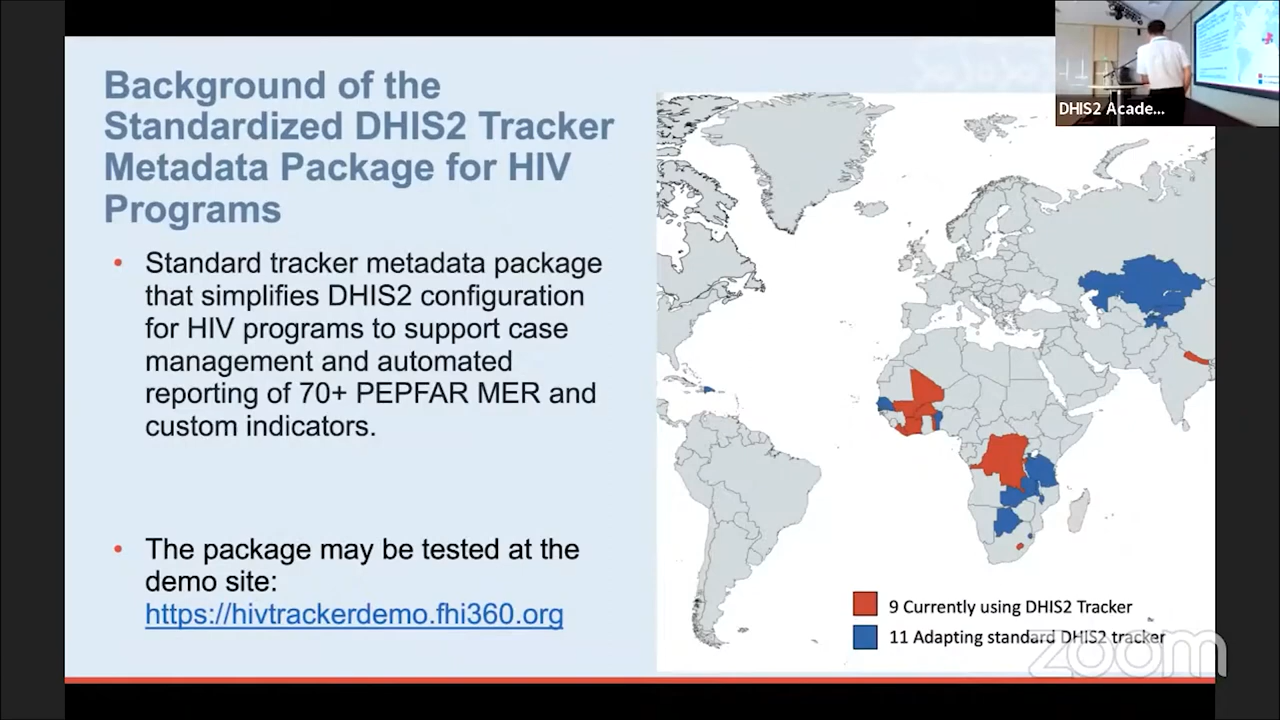 Background of the
Standardized DHIS2 Tracker
Metadata Package for HIV
Programs
• Standard tracker metadata package
that simplifies DHIS2 configuration
for HIV programs to support case
management and automated
reporting of 70+ PEPFAR MER and
custom indicators.
• The package may be tested at the
demo site:
https://hivtrackerdemo.fhi360.org
9 Currently using DHIS2 Tracker
11 Adapting standard DHIS2 tracker
DHIS2 Acade...
zoom